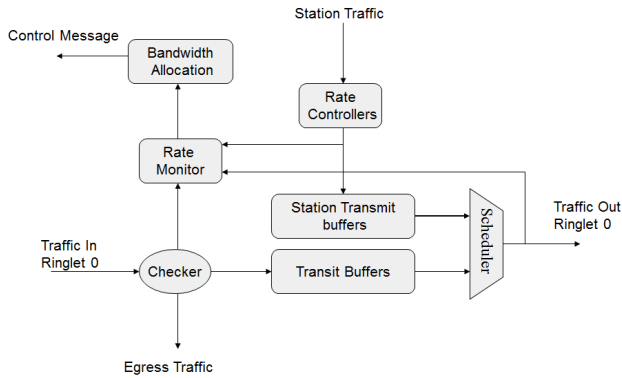 Station Traffic
Control Message
Bandwidth
Allocation
Rate
Controllers
Rate
Monitor
Station Transmit
buffers
Scheduler
Traffic Out
Ringlet 0
Traffic In
Ringlet 0
Checker
Transit Buffers
Egress Traffic